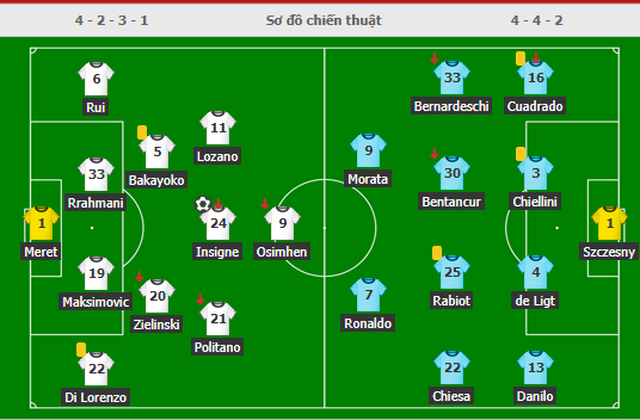 4 - 2 - 3 - 1 Sơ đồ chiến thuật 4 - 4 - 2
6
Rui
33
Rrahmani
1
Meret
19
Maksimovic
22
Di Lorenzo
5
Bakayoko
20
Zielinski
11
Lozano
24
Insigne
21
Politano
9
Osimhen
9
Morata
7
Ronaldo
33
Bernardeschi
30
Bentancur
25
Rabiot
22
Chiesa
16
Cuadrado
3
Chiellini
4
de Ligt
13
Danilo
1
Szczesny